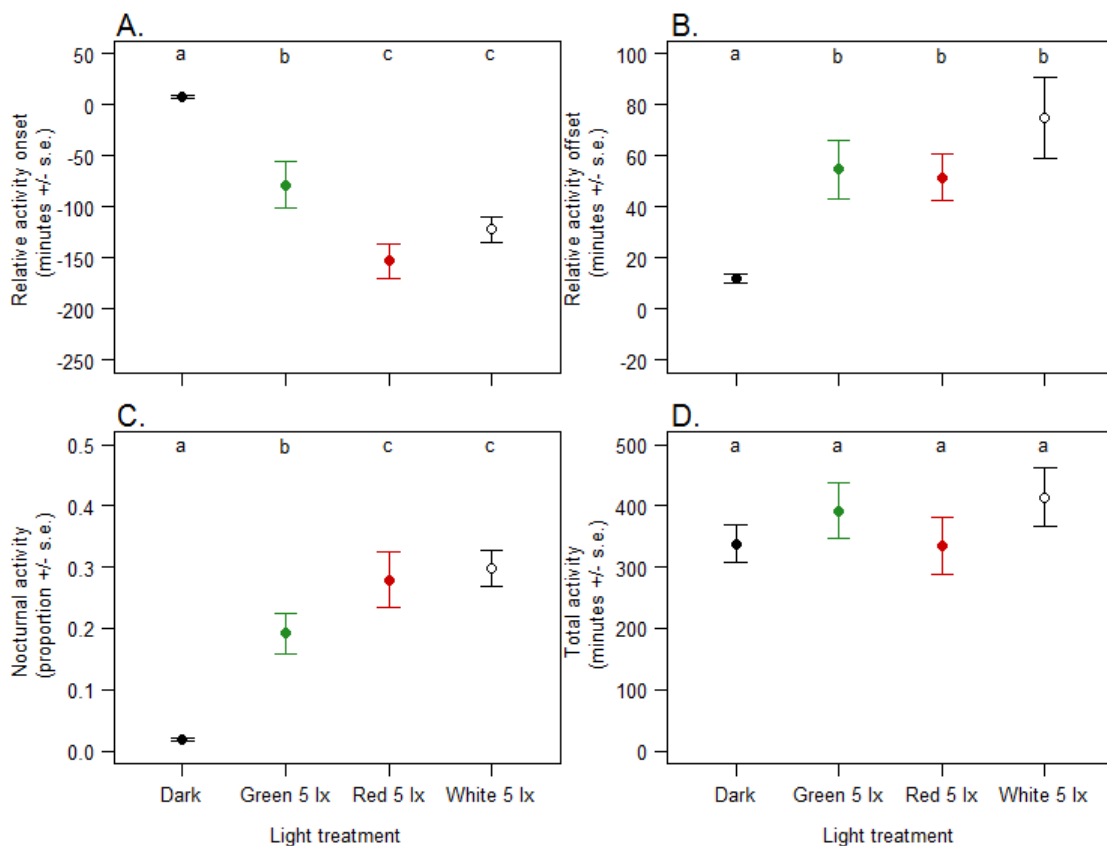 A.
a b c c
Relative activity onset
(minutes +/- s.e.)
50
0
-50
-100
-150
-200
-250
B.
a b b b
Relative activity offset
(minutes +/- s.e.)
100
80
60
40
20
0
-20
C.
a b c c
Nocturnal activity
(proportion +/- s.e.)
0.5
0.4
0.3
0.2
0.1
0.0
Dark Green 5 lx Red 5 lx White 5 lx
Light treatment
D.
a a a a
Total activity
(minutes +/- s.e.)
500
400
300
200
100
0
Dark Green 5 lx Red 5 lx White 5 lx
Light treatment